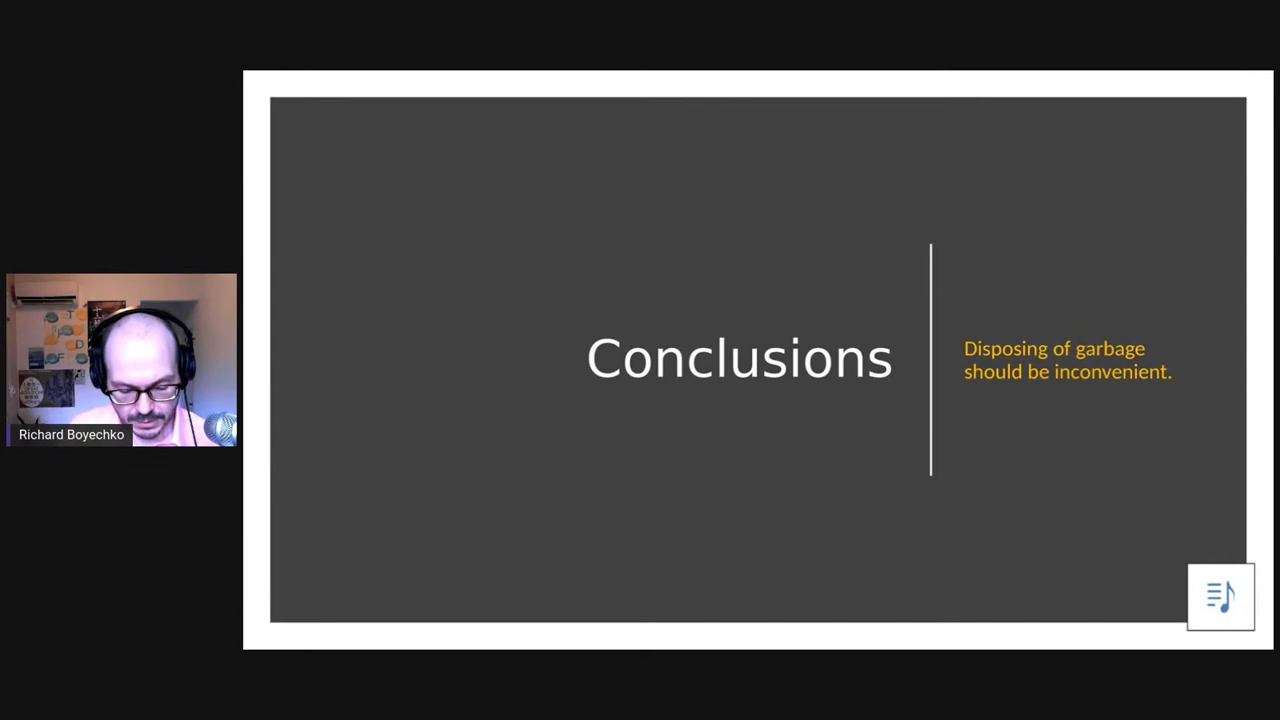 Conclusions
Disposing of garbage
should be inconvenient.
Richard Boyechko